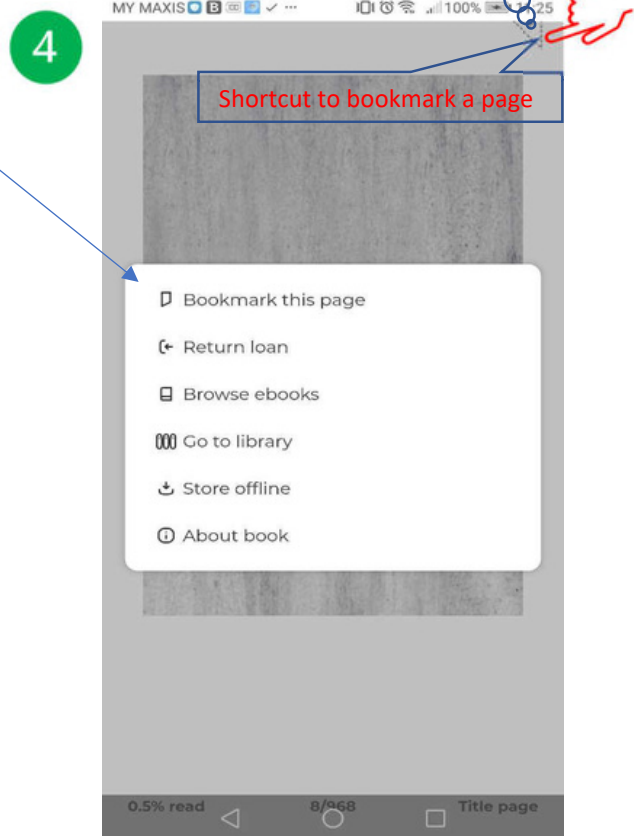 MY MAXIS B
100%
25
4
Shortcut to bookmark a page
Bookmark this page
Return loan
Browse ebooks
Go to library
Store offline
About book
0.5% read 8/968 Title page